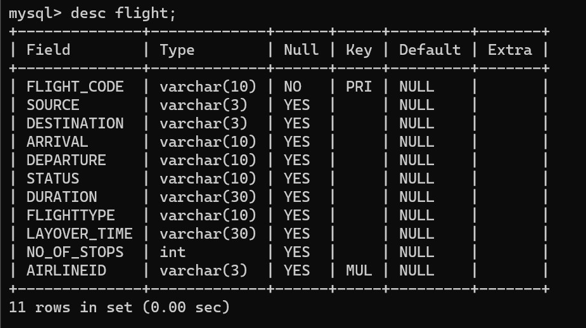 mysql> desc flight;
+--------------+-------------+------+-----+---------+-------+
| Field        | Type        | Null | Key | Default | Extra |
+--------------+-------------+------+-----+---------+-------+
| FLIGHT_CODE  | varchar(10) | NO   | PRI | NULL    |       |
| SOURCE       | varchar(3)  | YES  |     | NULL    |       |
| DESTINATION  | varchar(3)  | YES  |     | NULL    |       |
| ARRIVAL      | varchar(10) | YES  |     | NULL    |       |
| DEPARTURE    | varchar(10) | YES  |     | NULL    |       |
| STATUS       | varchar(10) | YES  |     | NULL    |       |
| DURATION     | varchar(30) | YES  |     | NULL    |       |
| FLIGHTTYPE   | varchar(10) | YES  |     | NULL    |       |
| LAYOVER_TIME | varchar(30) | YES  |     | NULL    |       |
| NO_OF_STOPS  | int         | YES  |     | NULL    |       |
| AIRLINEID    | varchar(3)  | YES  | MUL | NULL    |       |
+--------------+-------------+------+-----+---------+-------+
11 rows in set (0.00 sec)